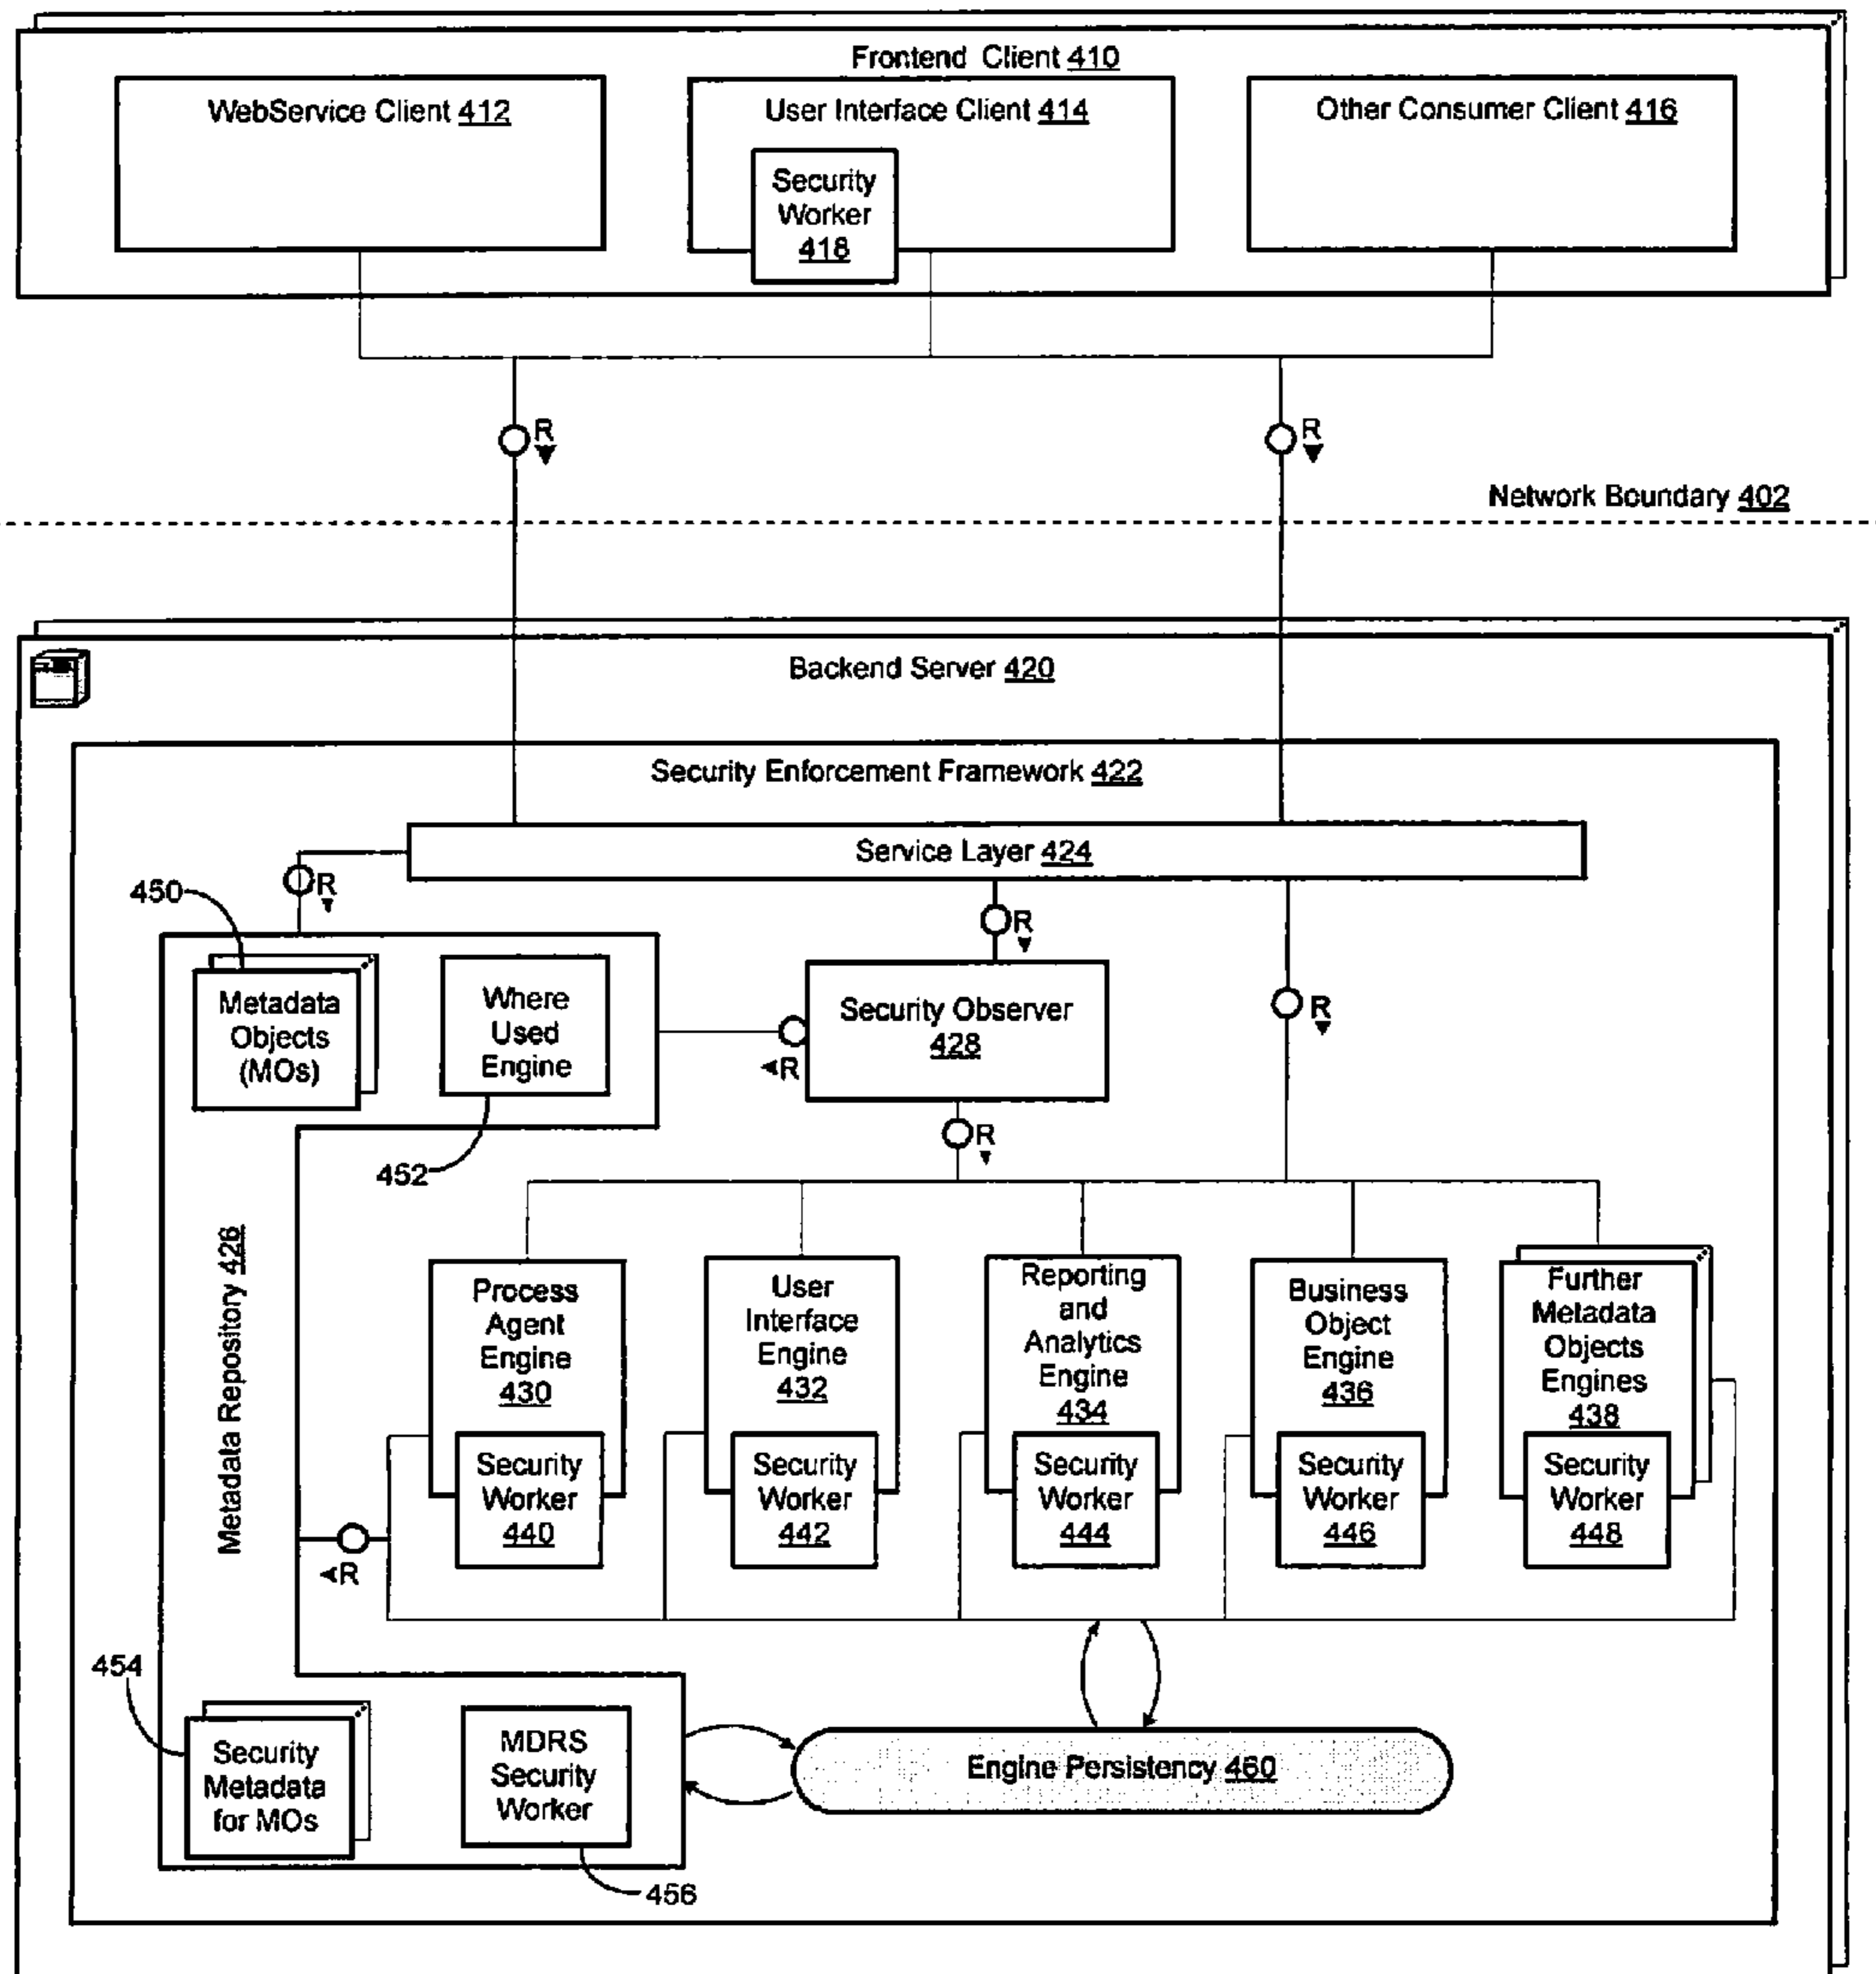 Frontend Client 410
WebService Client 412
User Interface Client 414
Other Consumer Client 416
Security
Worker
418
R
R
Network Boundary 402
Backend Server 420
Security Enforcement Framework 422
Service Layer 424
R
450
R
Metadata
Objects
(MOs)
Where
Used
Engine
Security Observer
428
R
R
R
452
Metadata Repository 426
Process
Agent
Engine
430
User
Interface
Engine
432
Reporting
and
Analytics
Engine
434
Business
Object
Engine
436
Further
Metadata
Objects
Engines
438
Security
Worker
440
Security
Worker
442
Security
Worker
444
Security
Worker
446
Security
Worker
448
R
454
Security
Metadata
for MOs
MDRS
Security
Worker
Engine Persistency 460
456